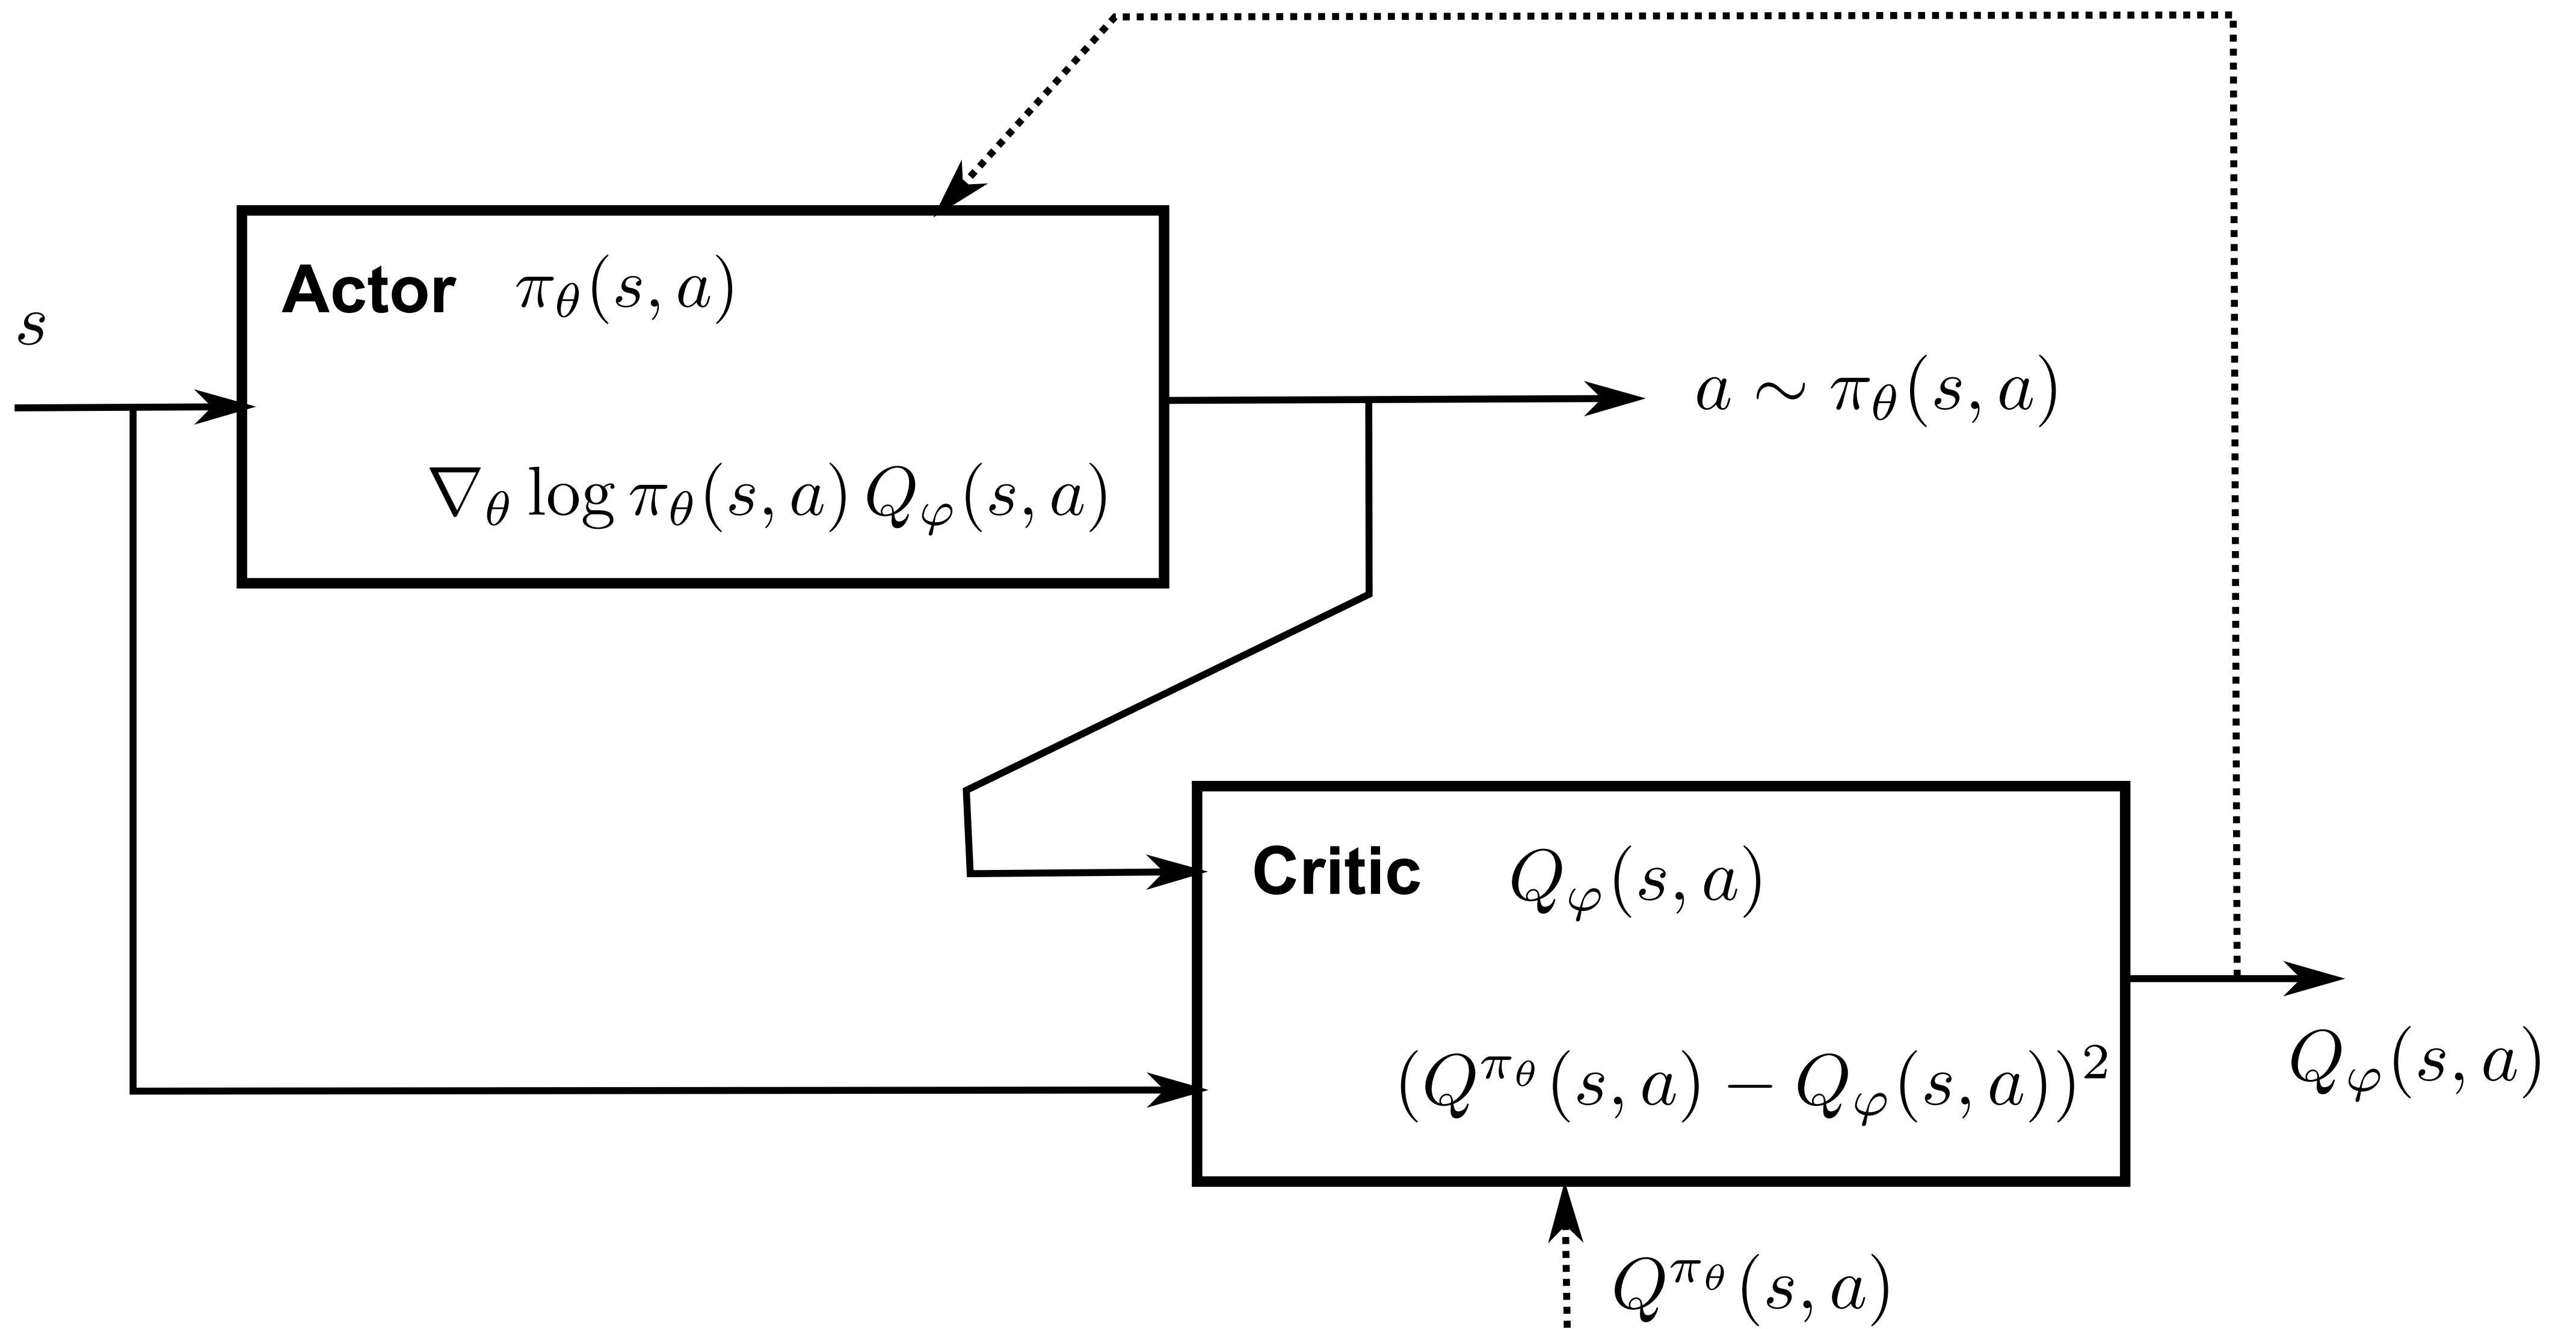 s
Actor π_θ(s, a)
∇_θ log π_θ(s, a) Q_φ(s, a)
a ∼ π_θ(s, a)
Critic Q_φ(s, a)
(Q^{π_θ}(s, a) − Q_φ(s, a))^2
Q_φ(s, a)
Q^{π_θ}(s, a)